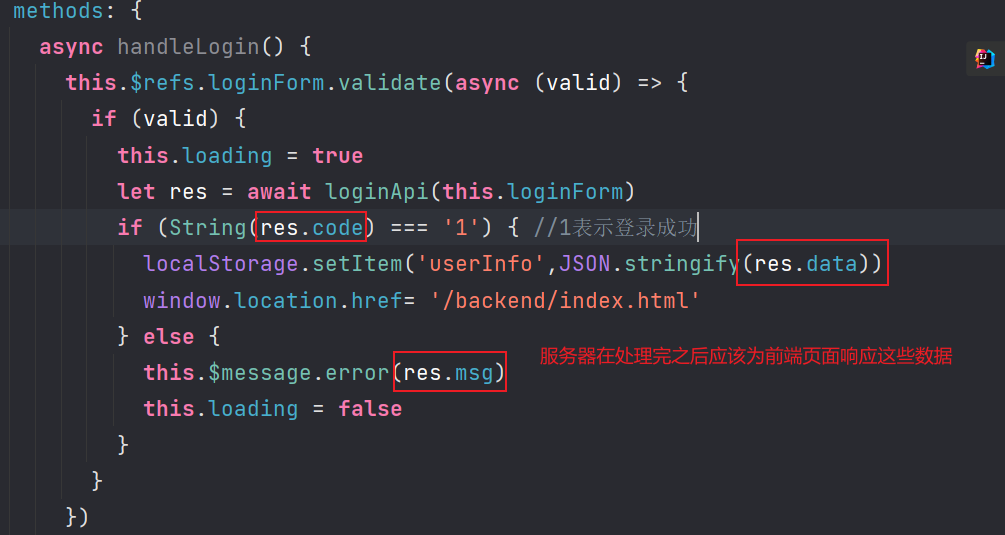 methods: {
async handleLogin() {
this.$refs.loginForm.validate(async (valid) => {
if (valid) {
this.loading = true
let res = await loginApi(this.loginForm)
if (String(res.code) === '1') { //1表示登录成功
localStorage.setItem('userInfo',JSON.stringify(res.data))
window.location.href= '/backend/index.html'
} else {
服务器在处理完之后应该为前端页面响应这些数据
this.$message.error(res.msg)
this.loading = false
}
}
})